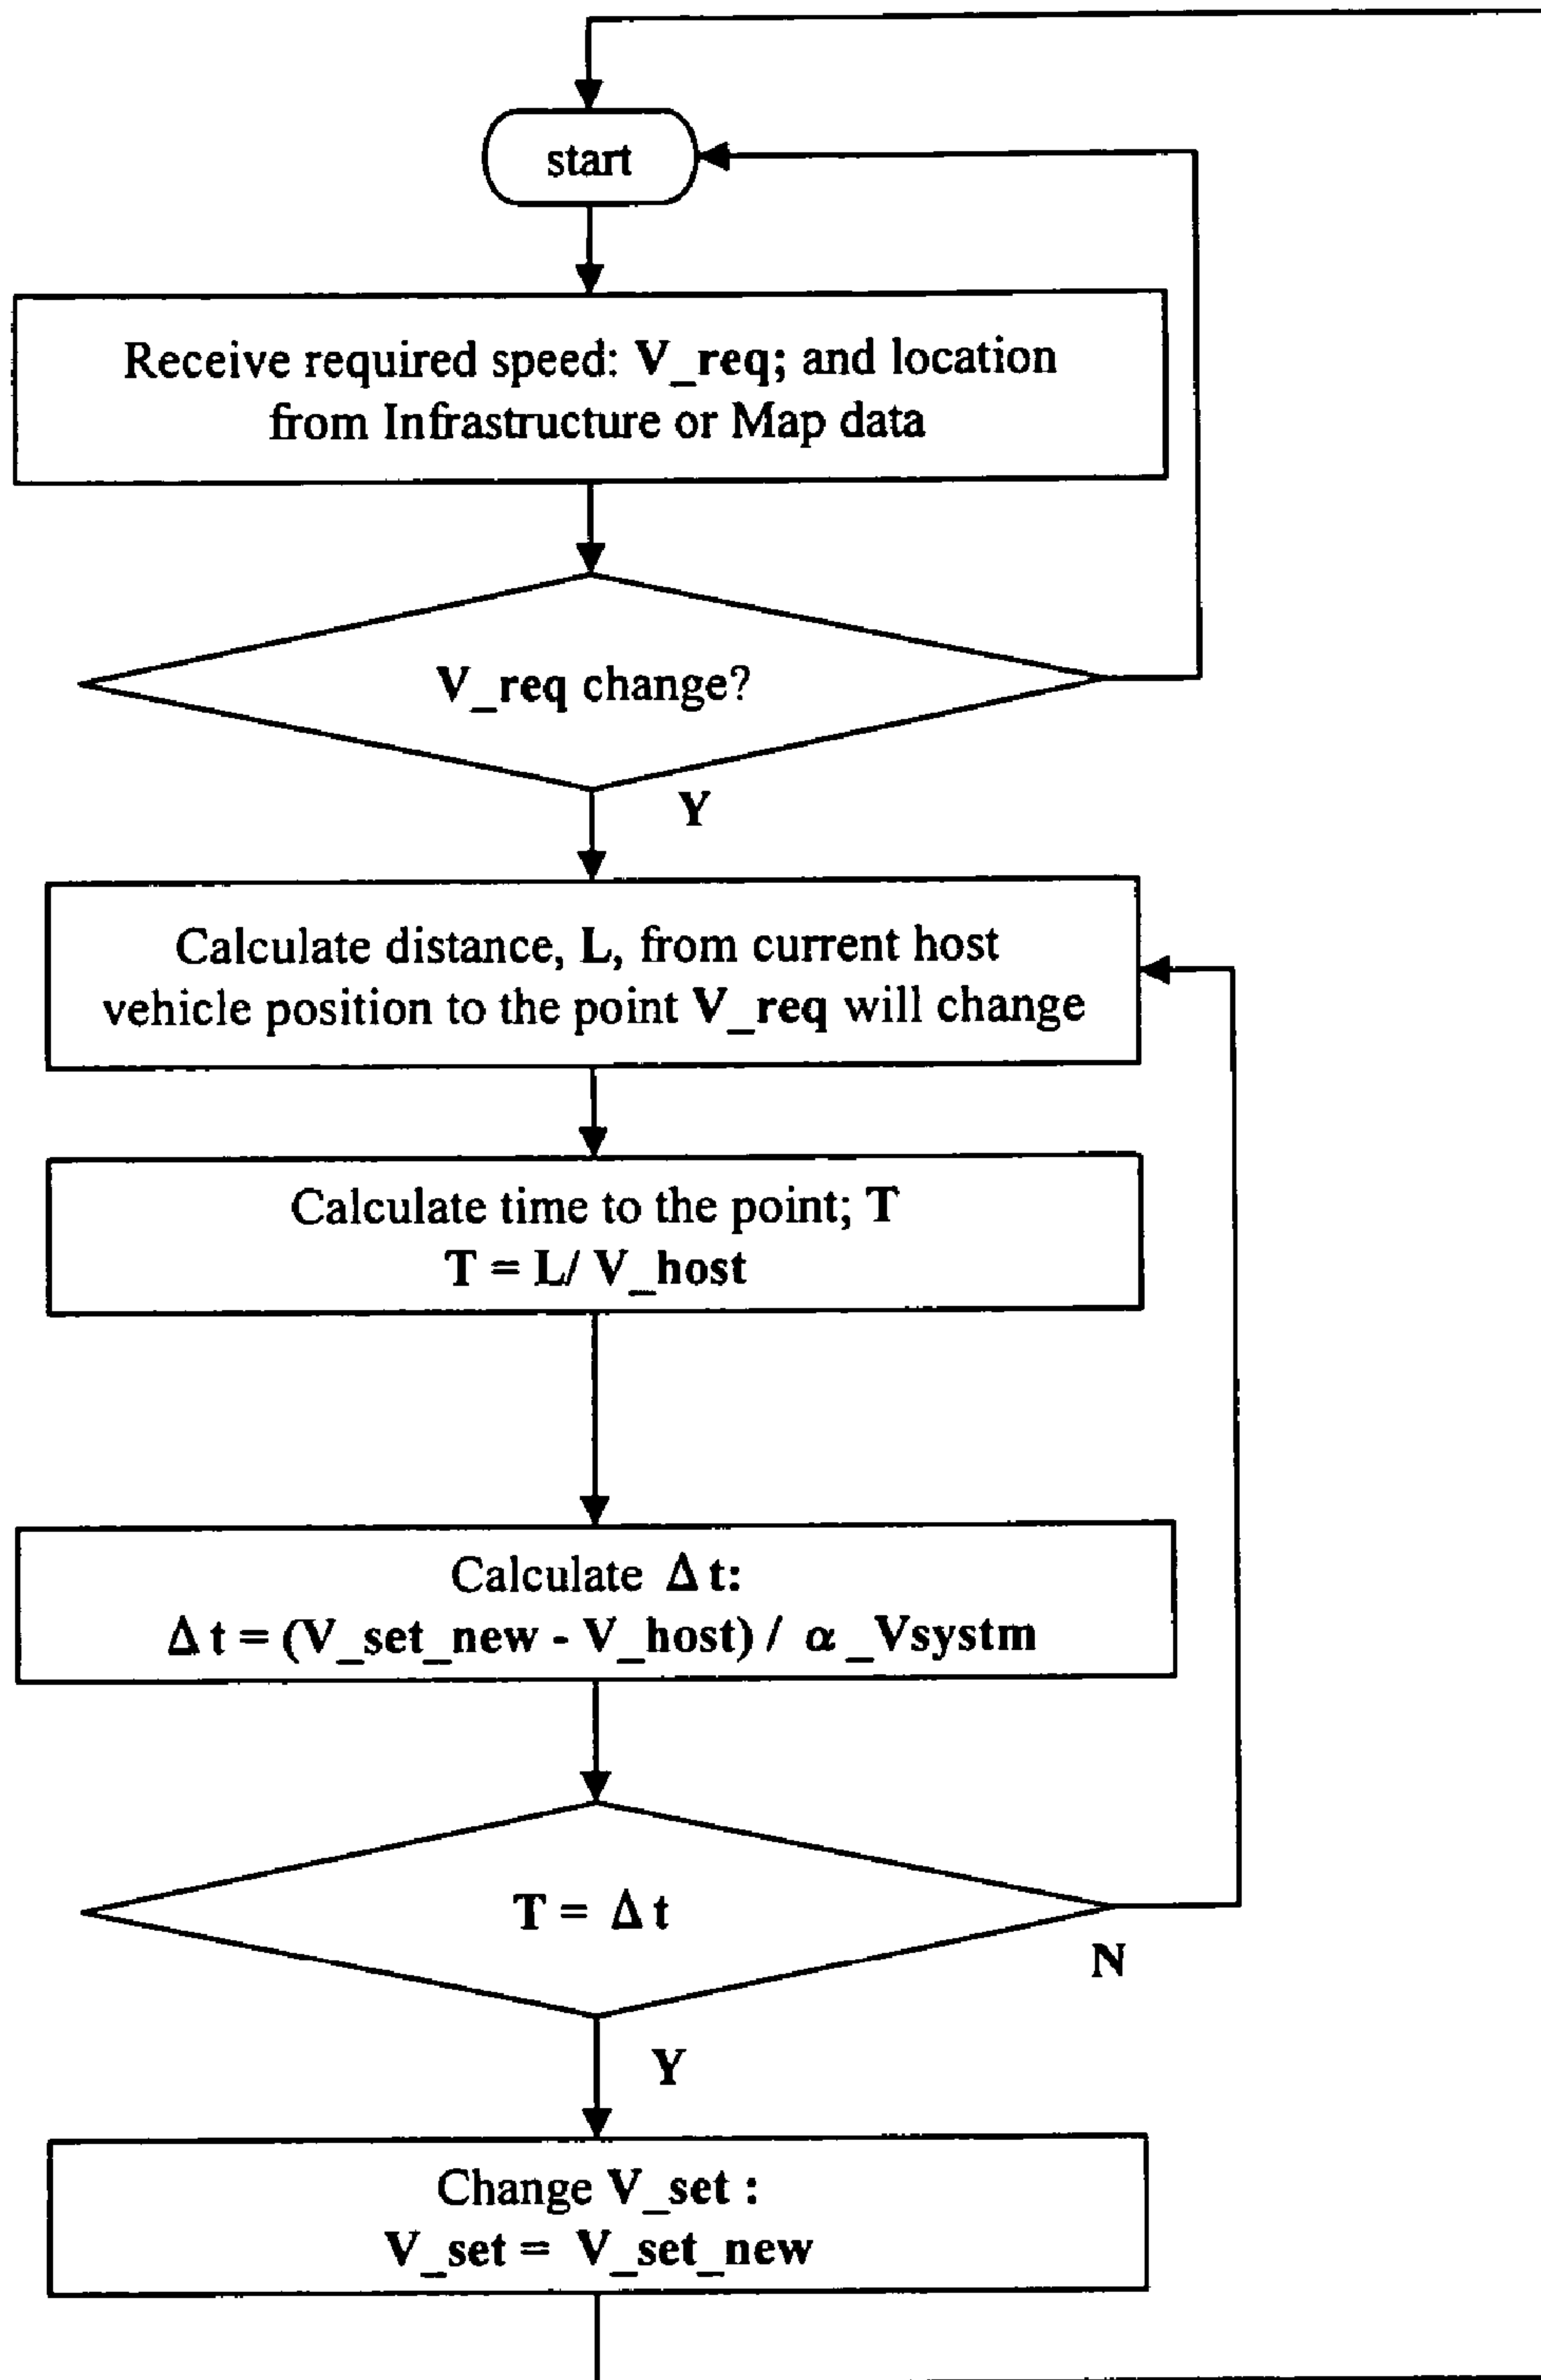 start
Receive required speed: V_req; and location
from Infrastructure or Map data
V_req change?
Y
Calculate distance, L, from current host
vehicle position to the point V_req will change
Calculate time to the point; T
T = L/ V_host
Calculate Δ t:
Δ t = (V_set_new - V_host) / α _Vsystm
T = Δ t
N
Y
Change V_set :
V_set = V_set_new